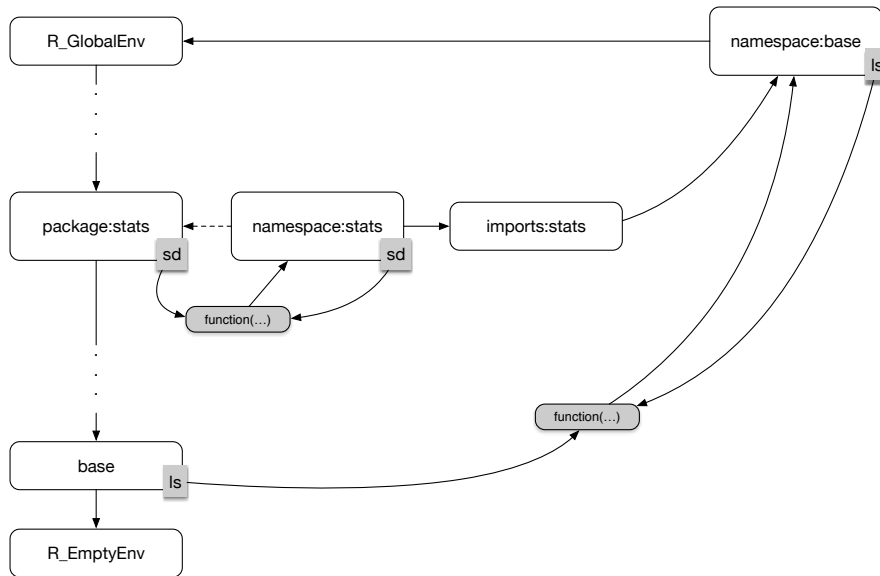 R_GlobalEnv
namespace:base
ls
package:stats
namespace:stats
imports:stats
sd
sd
function(…)
function(…)
base
ls
R_EmptyEnv